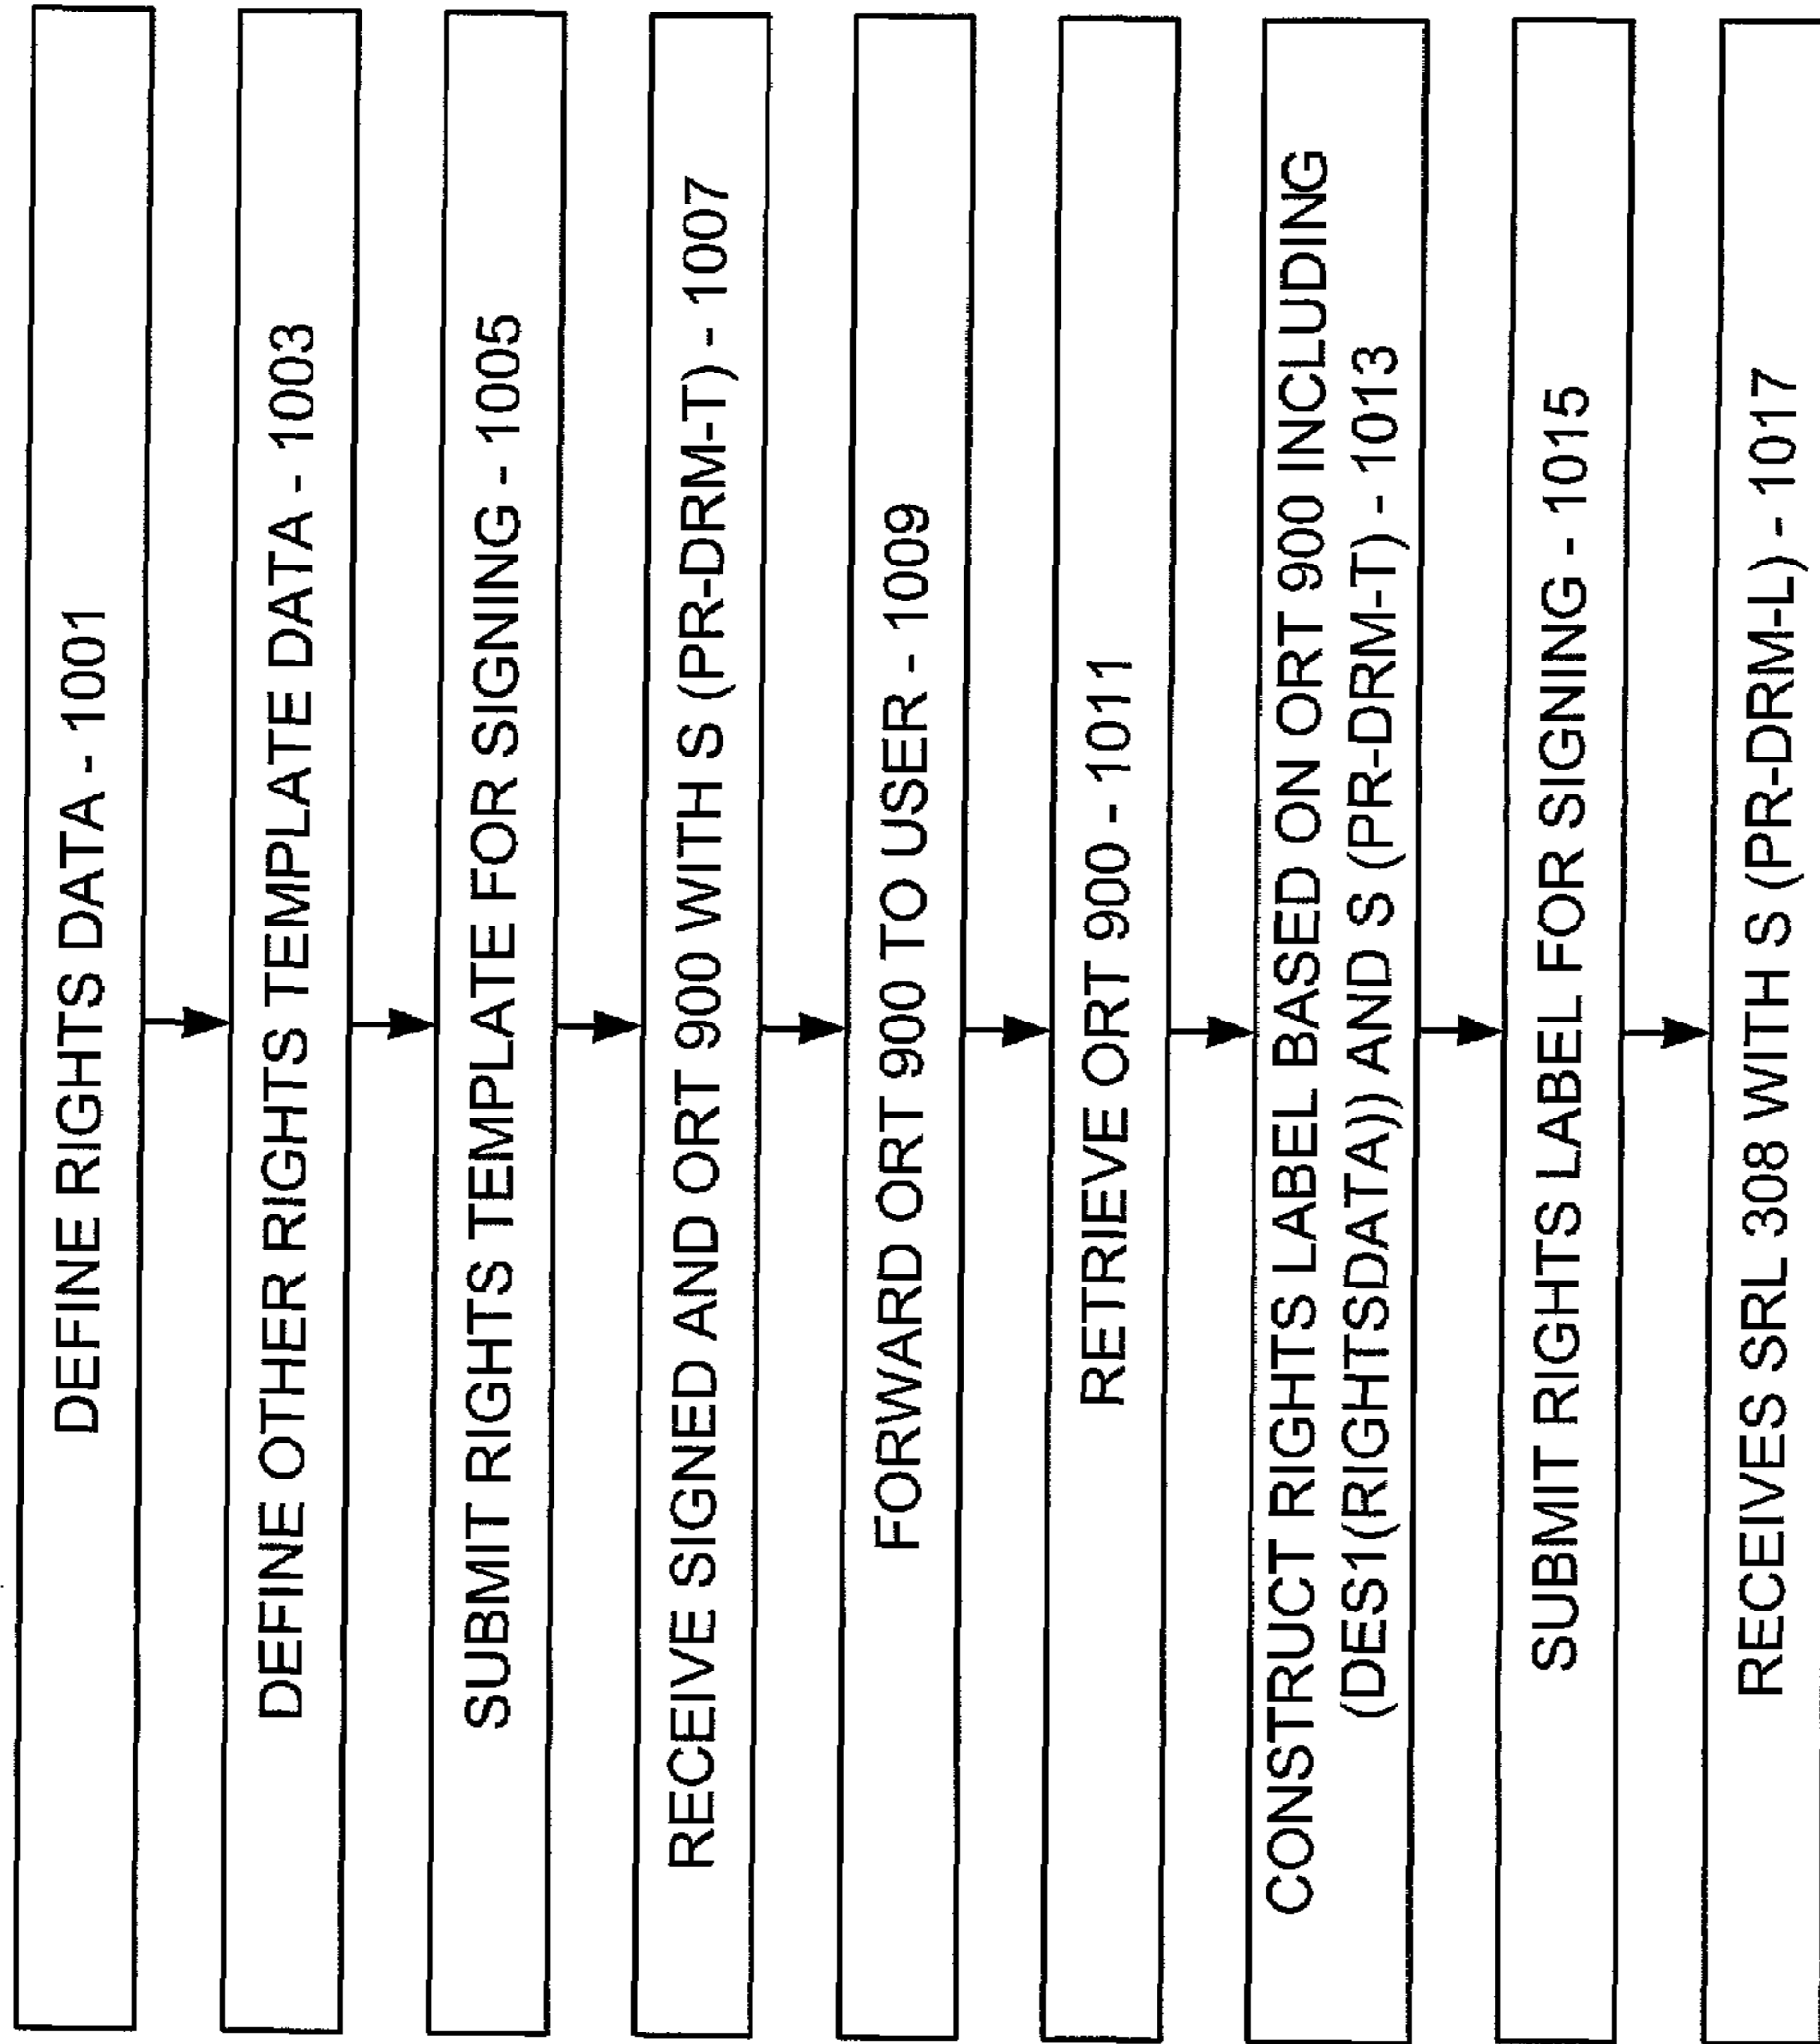 DEFINE RIGHTS DATA - 1001
DEFINE OTHER RIGHTS TEMPLATE DATA - 1003
SUBMIT RIGHTS TEMPLATE FOR SIGNING - 1005
RECEIVE SIGNED AND ORT 900 WITH S (PR-DRM-T) - 1007
FORWARD ORT 900 TO USER - 1009
RETRIEVE ORT 900 - 1011
CONSTRUCT RIGHTS LABEL BASED ON ORT 900 INCLUDING
(DES1(RIGHTSDATA)) AND S (PR-DRM-T) - 1013
SUBMIT RIGHTS LABEL FOR SIGNING - 1015
RECEIVES SRL 308 WITH S (PR-DRM-L) - 1017